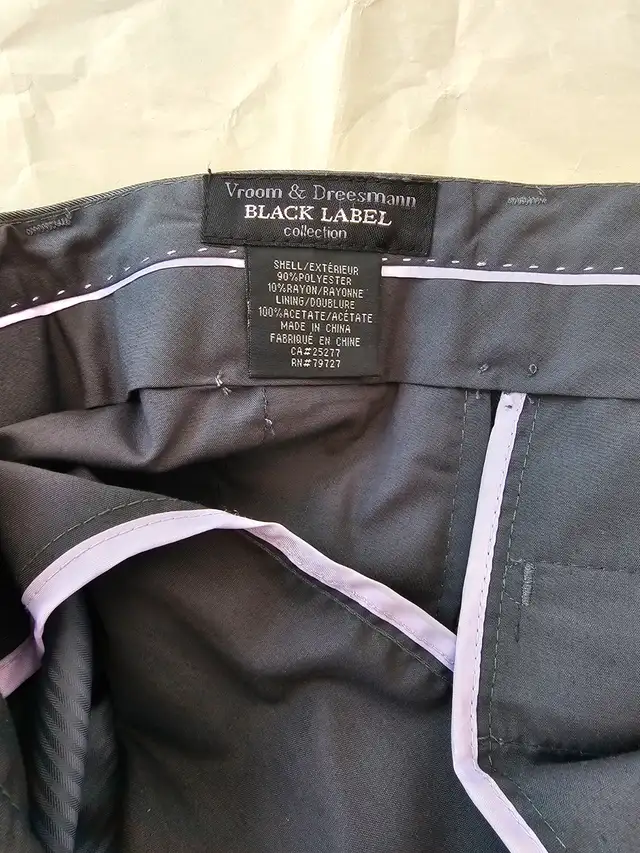 Vroom & Dreesmann
BLACK LABEL
collection
SHELL/EXTÉRIEUR
90%POLYESTER
10%RAYON/RAYONNE
LINING/DOUBLURE
100%ACETATE/ACÉTATE
MADE IN CHINA
FABRIQUÉ EN CHINE
CA#25277
RN#79727